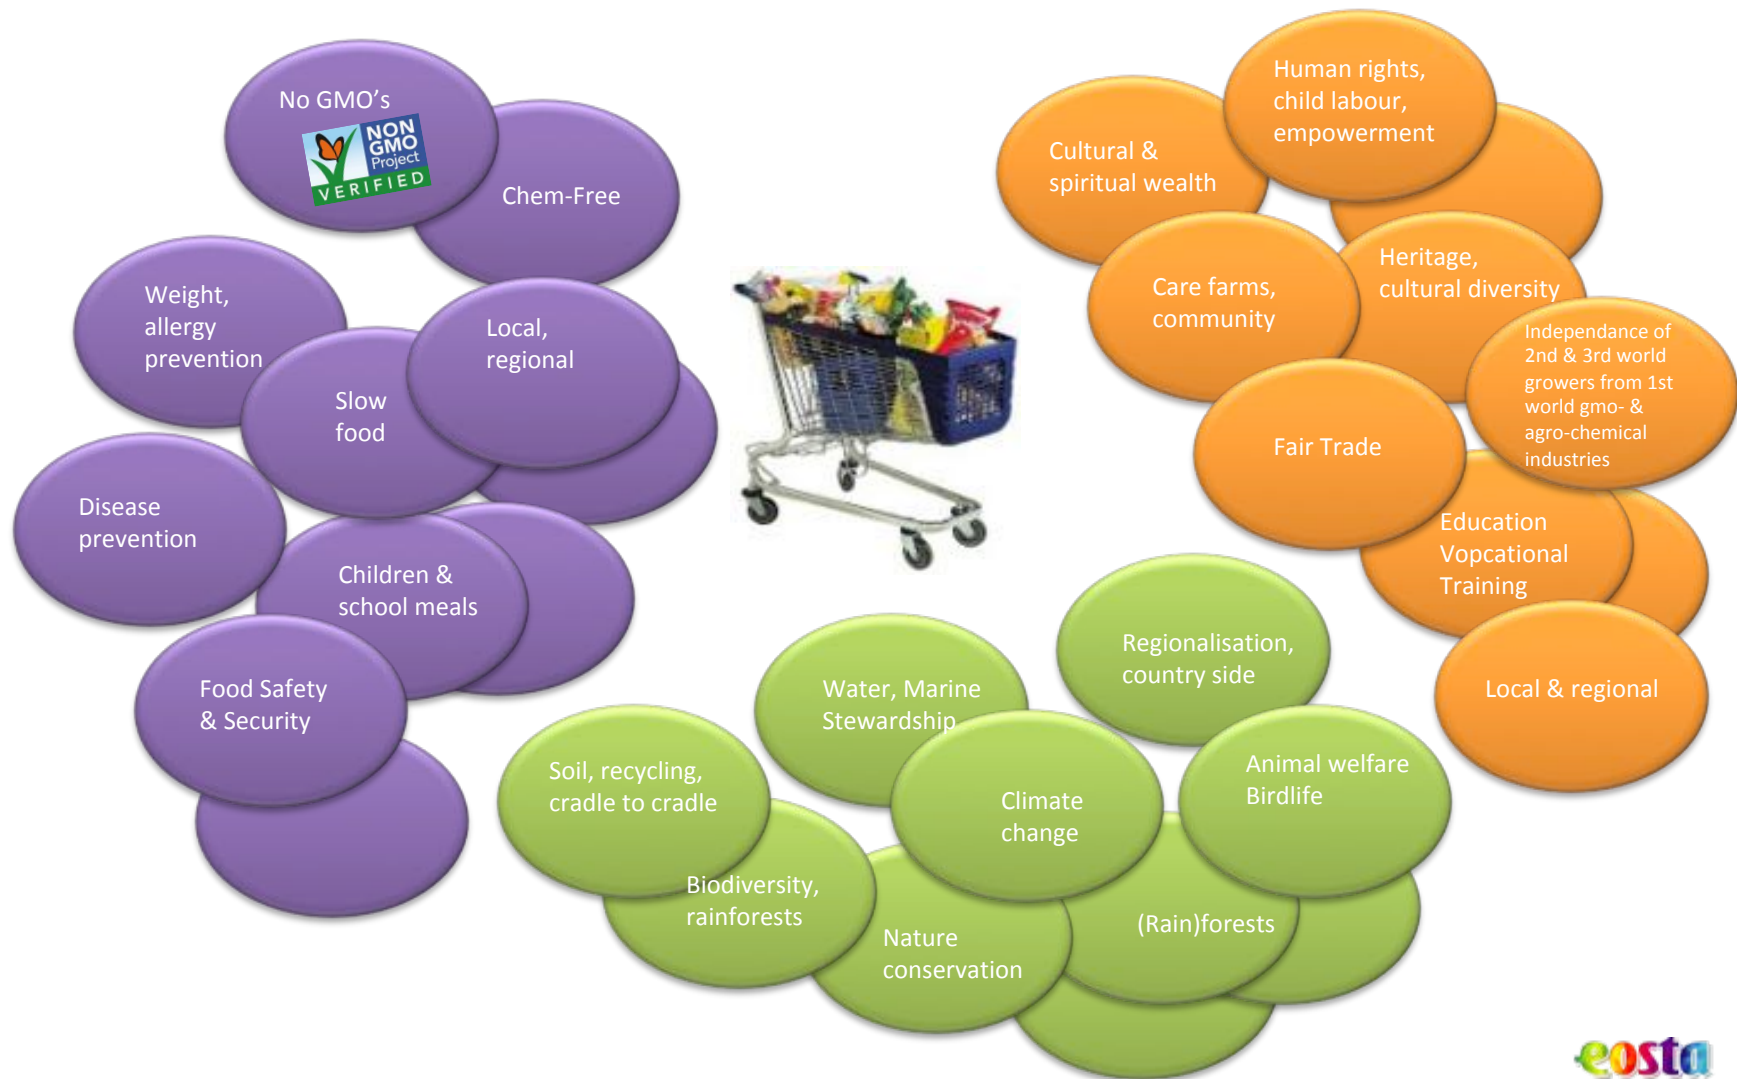 No GMO's
NON
GMO
Project
VERIFIED
Chem-Free
Weight,
allergy
prevention
Local,
regional
Slow
food
Disease
prevention
Children &
school meals
Food Safety
& Security
Human rights,
child labour,
empowerment
Cultural &
spiritual wealth
Heritage,
cultural diversity
Care farms,
community
Independance of
2nd & 3rd world
growers from 1st
world gmo- &
agro-chemical
industries
Fair Trade
Education
Vopcational
Training
Local & regional
Regionalisation,
country side
Water, Marine
Stewardship
Soil, recycling,
cradle to cradle
Climate
change
Animal welfare
Birdlife
Biodiversity,
rainforests
Nature
conservation
(Rain)forests
eosta